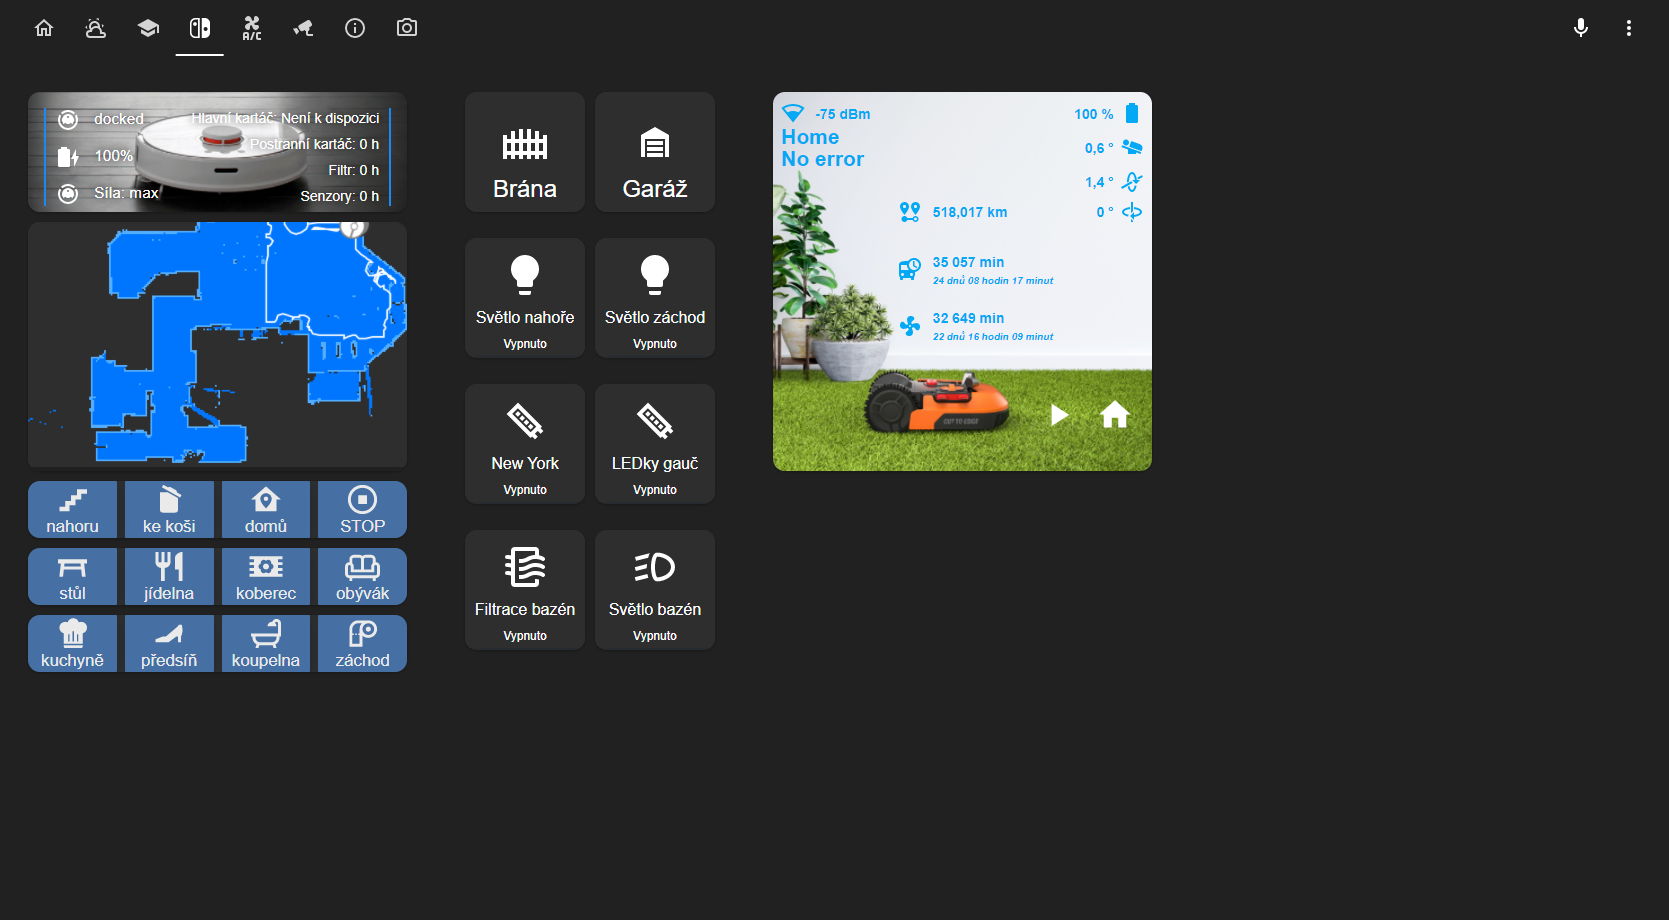 A/C
docked
100%
Síla: max
Hlavní kartáč: Není k dispozici
Postranní kartáč: 0 h
Filtr: 0 h
Senzory: 0 h
nahoru
ke koši
domů
STOP
stůl
jídelna
koberec
obývák
kuchyně
předsíň
koupelna
záchod
Brána
Garáž
Světlo nahoře
Vypnuto
Světlo záchod
Vypnuto
New York
Vypnuto
LEDky gauč
Vypnuto
Filtrace bazén
Vypnuto
Světlo bazén
Vypnuto
-75 dBm
100 %
Home
No error
0,6 °
1,4 °
0 °
518,017 km
35 057 min
24 dnů 08 hodin 17 minut
32 649 min
22 dnů 16 hodin 09 minut
CUT TO EDGE